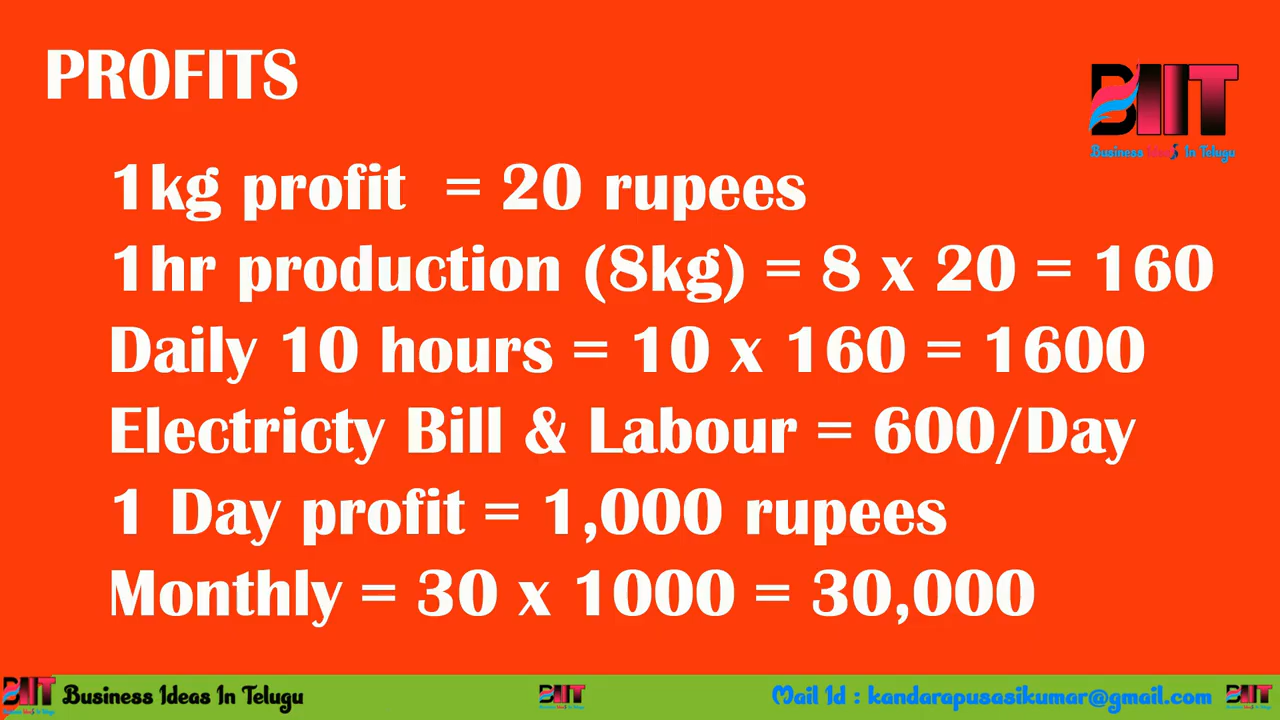 PROFITS
BIIT
Business Ideas In Telugu
1kg profit = 20 rupees
1hr production (8kg) = 8 x 20 = 160
Daily 10 hours = 10 x 160 = 1600
Electricty Bill & Labour = 600/Day
1 Day profit = 1,000 rupees
Monthly = 30 x 1000 = 30,000
BIIT Business Ideas In Telugu
BIIT
Mail Id : kandarapusasikumar@gmail.com
BIIT